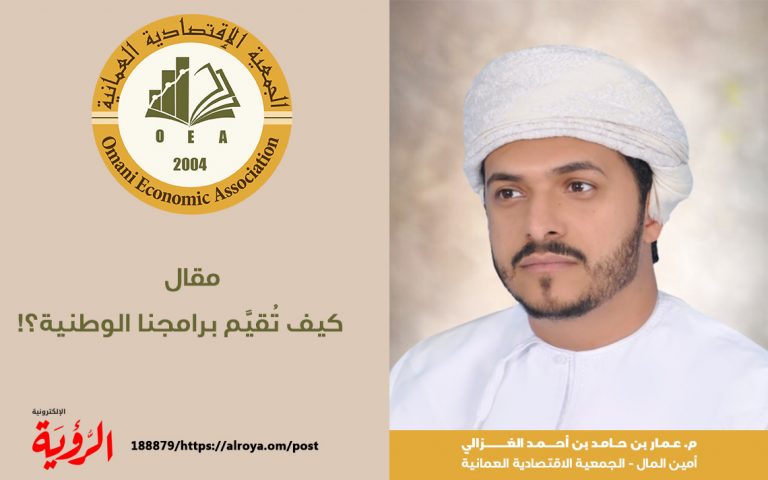 الجمعية الإقتصادية العمانية
O E A
2004
Omani Economic Association
مقال
كيف تُقيَّم برامجنا الوطنية؟!
الإلكترونية
الرُّؤيَة
188879/https://alroya.om/post
م. عمار بن حامد بن أحمد الغزالي
أمين المال - الجمعية الاقتصادية العمانية